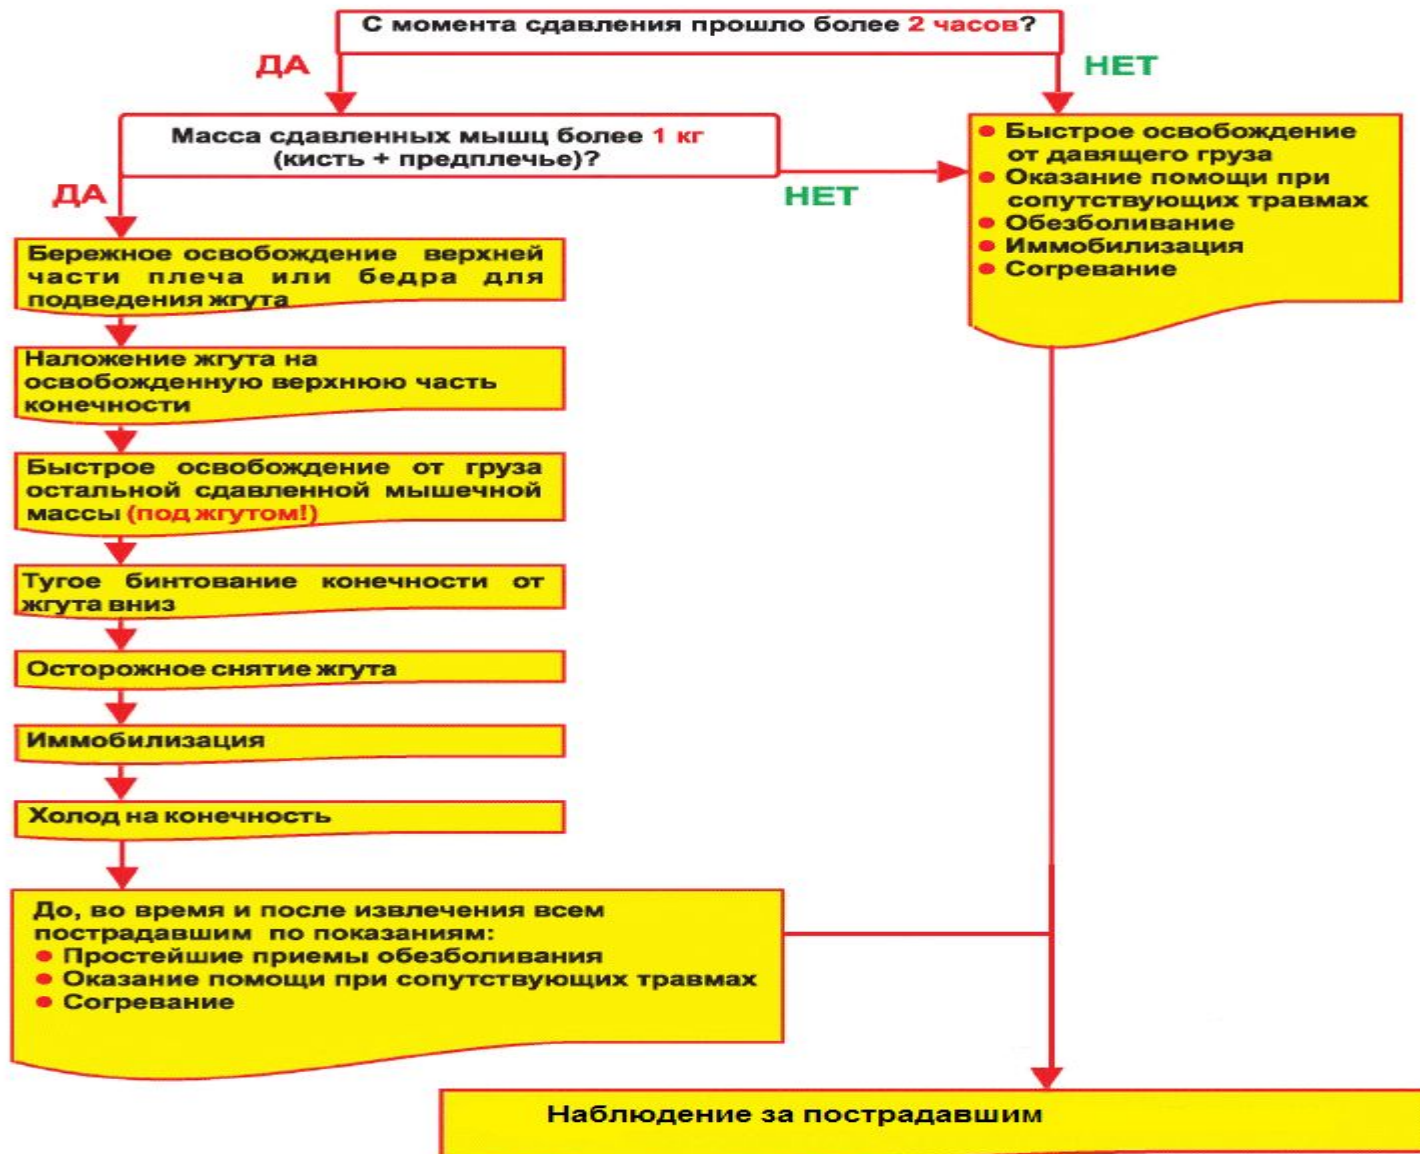 С момента сдавления прошло более 2 часов?
ДА
НЕТ
Масса сдавленных мышц более 1 кг
(кисть + предплечье)?
ДА
НЕТ
• Быстрое освобождение
от давящего груза
• Оказание помощи при
сопутствующих травмах
• Обезболивание
• Иммобилизация
• Согревание
Бережное освобождение верхней
части плеча или бедра для
подведения жгута
Наложение жгута на
освобожденную верхнюю часть
конечности
Быстрое освобождение от груза
остальной сдавленной мышечной
массы (под жгутом!)
Тугое бинтование конечности от
жгута вниз
Осторожное снятие жгута
Иммобилизация
Холод на конечность
До, во время и после извлечения всем
пострадавшим по показаниям:
• Простейшие приемы обезболивания
• Оказание помощи при сопутствующих травмах
• Согревание
Наблюдение за пострадавшим